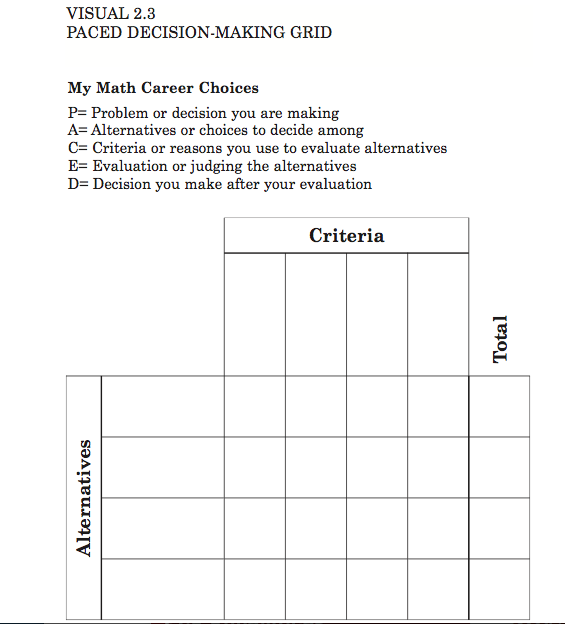 VISUAL 2.3
PACED DECISION-MAKING GRID
My Math Career Choices
P= Problem or decision you are making
A= Alternatives or choices to decide among
C= Criteria or reasons you use to evaluate alternatives
E= Evaluation or judging the alternatives
D= Decision you make after your evaluation
Criteria
Total
Alternatives